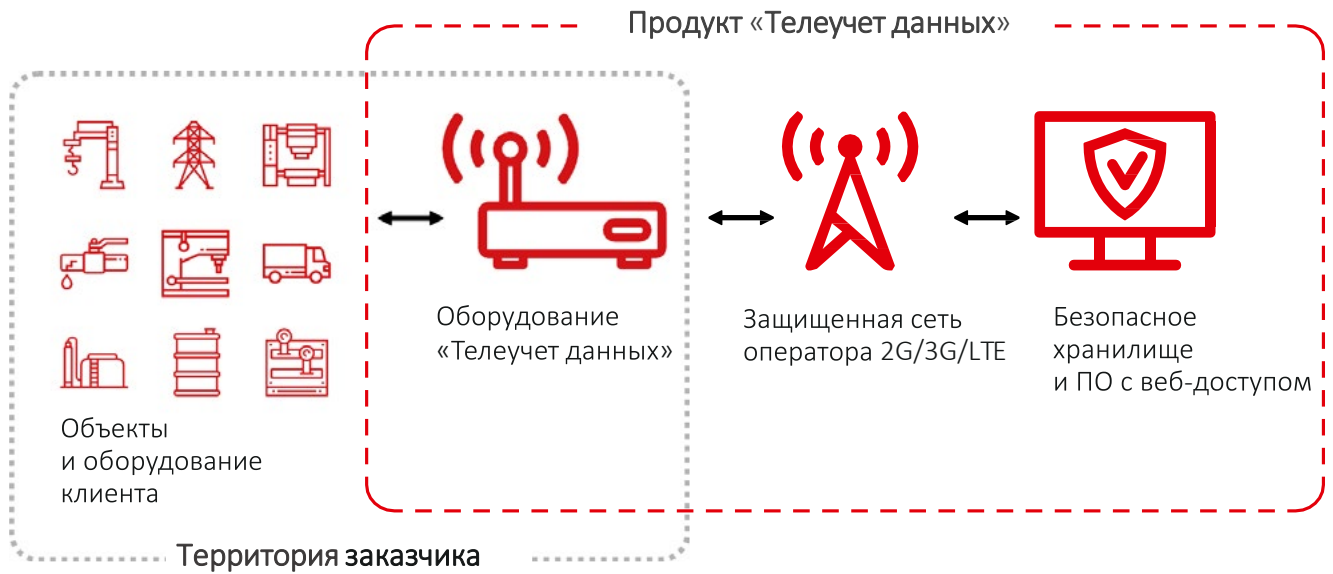 Продукт «Телеучет данных»
Оборудование
«Телеучет данных»
Защищенная сеть
оператора 2G/3G/LTE
Безопасное
хранилище
и ПО с веб-доступом
Объекты
и оборудование
клиента
Территория заказчика